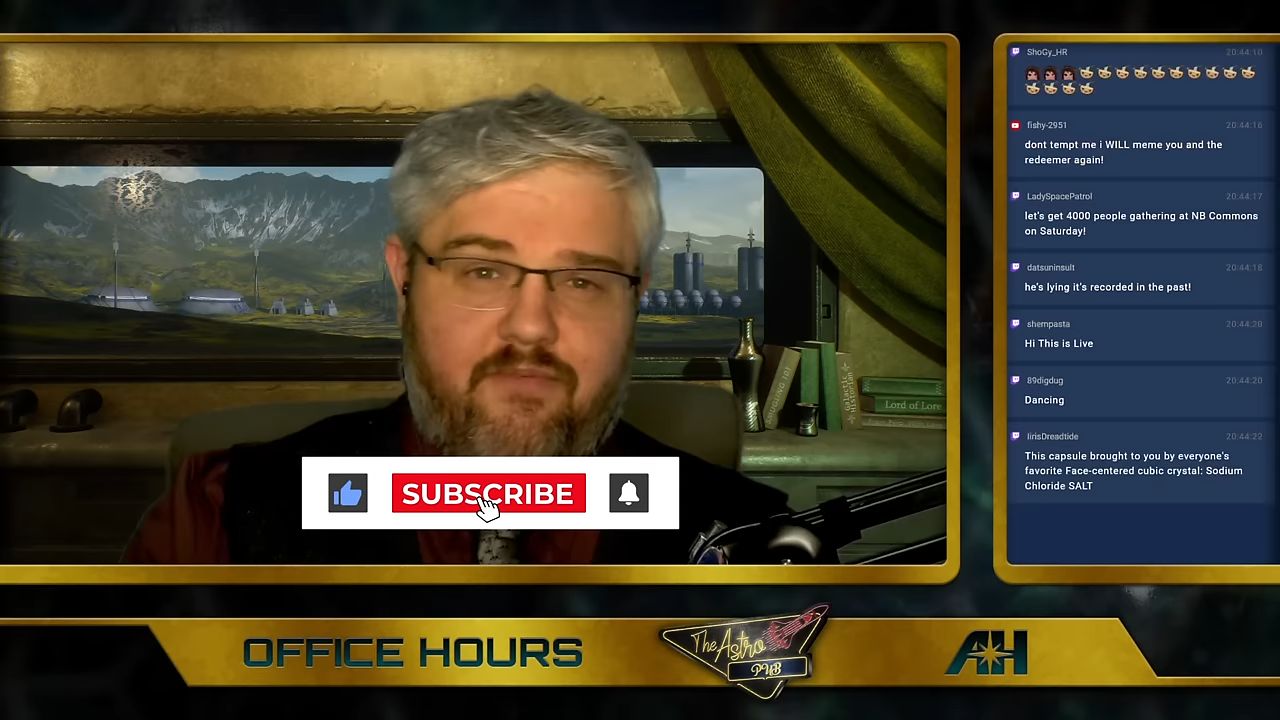 ShoGy_HR 20:44:10
fishy-2951 20:44:16
dont tempt me i WILL meme you and the
redeemer again!
LadySpacePatrol 20:44:17
let's get 4000 people gathering at NB Commons
on Saturday!
datsuninsult 20:44:18
he's lying it's recorded in the past!
shempasta 20:44:20
Hi This is Live
89digdug 20:44:20
Dancing
IirisDreadtide 20:44:22
This capsule brought to you by everyone's
favorite Face-centered cubic crystal: Sodium
Chloride SALT
Galactic
Historian
Lord of Lore
SUBSCRIBE
OFFICE HOURS
The Astro
PUB
AH